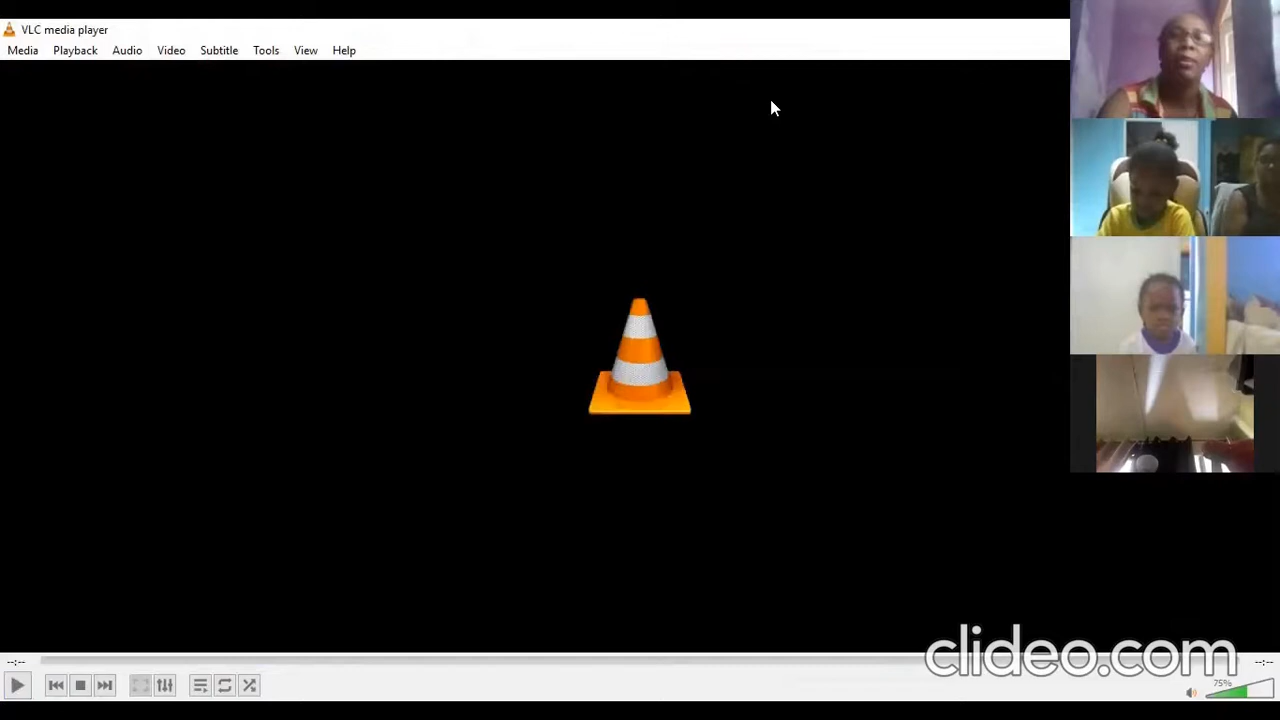 VLC media player
Media Playback Audio Video Subtitle Tools View Help
--:-- --:--
75%
clideo.com